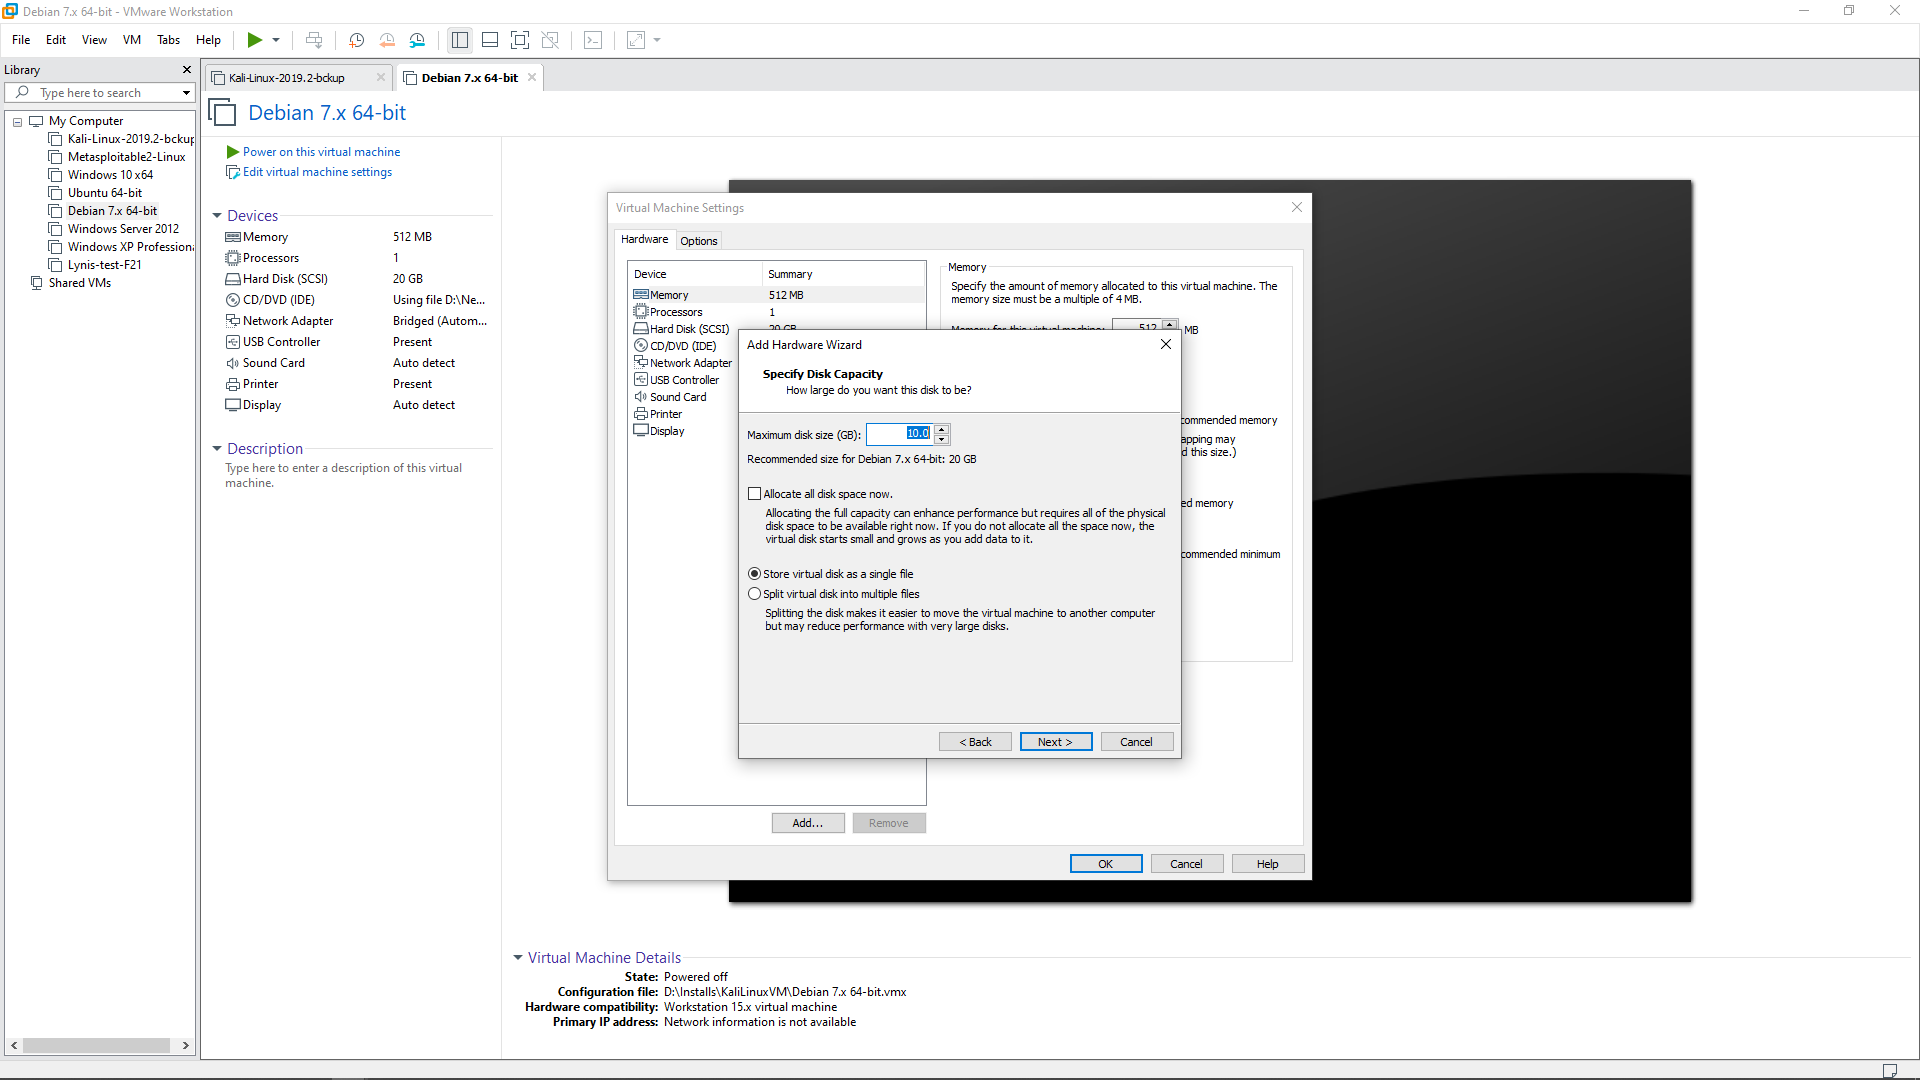 Debian 7.x 64-bit - VMware Workstation
File Edit View VM Tabs Help
Library
Type here to search
My Computer
Kali-Linux-2019.2-bckup
Metasploitable2-Linux
Windows 10 x64
Ubuntu 64-bit
Debian 7.x 64-bit
Windows Server 2012
Windows XP Professiona
Lynis-test-F21
Shared VMs
Kali-Linux-2019.2-bckup
Debian 7.x 64-bit
Debian 7.x 64-bit
Power on this virtual machine
Edit virtual machine settings
Devices
Memory 512 MB
Processors 1
Hard Disk (SCSI) 20 GB
CD/DVD (IDE) Using file D:\Ne...
Network Adapter Bridged (Autom...
USB Controller Present
Sound Card Auto detect
Printer Present
Display Auto detect
Description
Type here to enter a description of this virtual
machine.
Virtual Machine Settings
Hardware Options
Device Summary
Memory 512 MB
Processors 1
Hard Disk (SCSI) 20 GB
CD/DVD (IDE)
Network Adapter
USB Controller
Sound Card
Printer
Display
Memory
Specify the amount of memory allocated to this virtual machine. The
memory size must be a multiple of 4 MB.
Memory for this virtual machine: 512 MB
commended memory
apping may
d this size.)
ed memory
commended minimum
Add Hardware Wizard
Specify Disk Capacity
How large do you want this disk to be?
Maximum disk size (GB): 10.0
Recommended size for Debian 7.x 64-bit: 20 GB
Allocate all disk space now.
Allocating the full capacity can enhance performance but requires all of the physical
disk space to be available right now. If you do not allocate all the space now, the
virtual disk starts small and grows as you add data to it.
Store virtual disk as a single file
Split virtual disk into multiple files
Splitting the disk makes it easier to move the virtual machine to another computer
but may reduce performance with very large disks.
< Back Next > Cancel
Add... Remove
OK Cancel Help
Virtual Machine Details
State: Powered off
Configuration file: D:\Installs\KaliLinuxVM\Debian 7.x 64-bit.vmx
Hardware compatibility: Workstation 15.x virtual machine
Primary IP address: Network information is not available